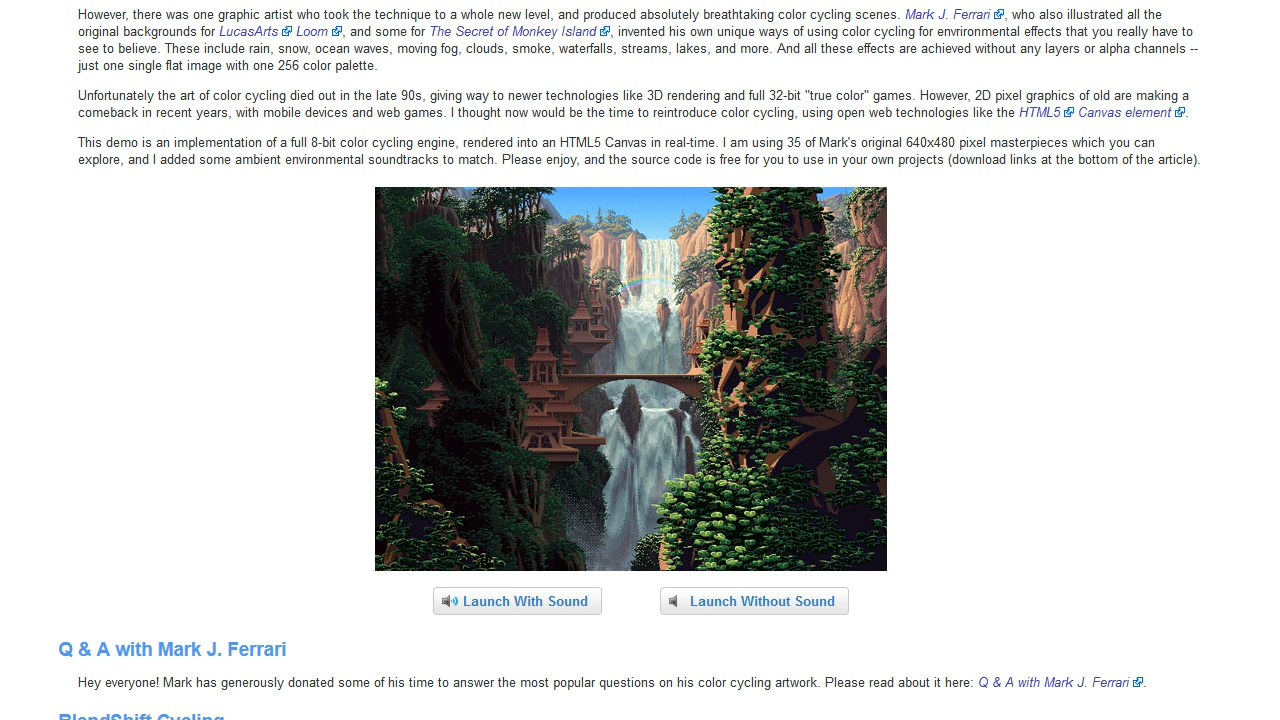 However, there was one graphic artist who took the technique to a whole new level, and produced absolutely breathtaking color cycling scenes. Mark J. Ferrari, who also illustrated all the
original backgrounds for LucasArts Loom, and some for The Secret of Monkey Island, invented his own unique ways of using color cycling for envrironmental effects that you really have to
see to believe. These include rain, snow, ocean waves, moving fog, clouds, smoke, waterfalls, streams, lakes, and more. And all these effects are achieved without any layers or alpha channels --
just one single flat image with one 256 color palette.
Unfortunately the art of color cycling died out in the late 90s, giving way to newer technologies like 3D rendering and full 32-bit "true color" games. However, 2D pixel graphics of old are making a
comeback in recent years, with mobile devices and web games. I thought now would be the time to reintroduce color cycling, using open web technologies like the HTML5 Canvas element.
This demo is an implementation of a full 8-bit color cycling engine, rendered into an HTML5 Canvas in real-time. I am using 35 of Mark's original 640x480 pixel masterpieces which you can
explore, and I added some ambient environmental soundtracks to match. Please enjoy, and the source code is free for you to use in your own projects (download links at the bottom of the article).
Launch With Sound
Launch Without Sound
Q & A with Mark J. Ferrari
Hey everyone! Mark has generously donated some of his time to answer the most popular questions on his color cycling artwork. Please read about it here: Q & A with Mark J. Ferrari.
BlendShift Cycling